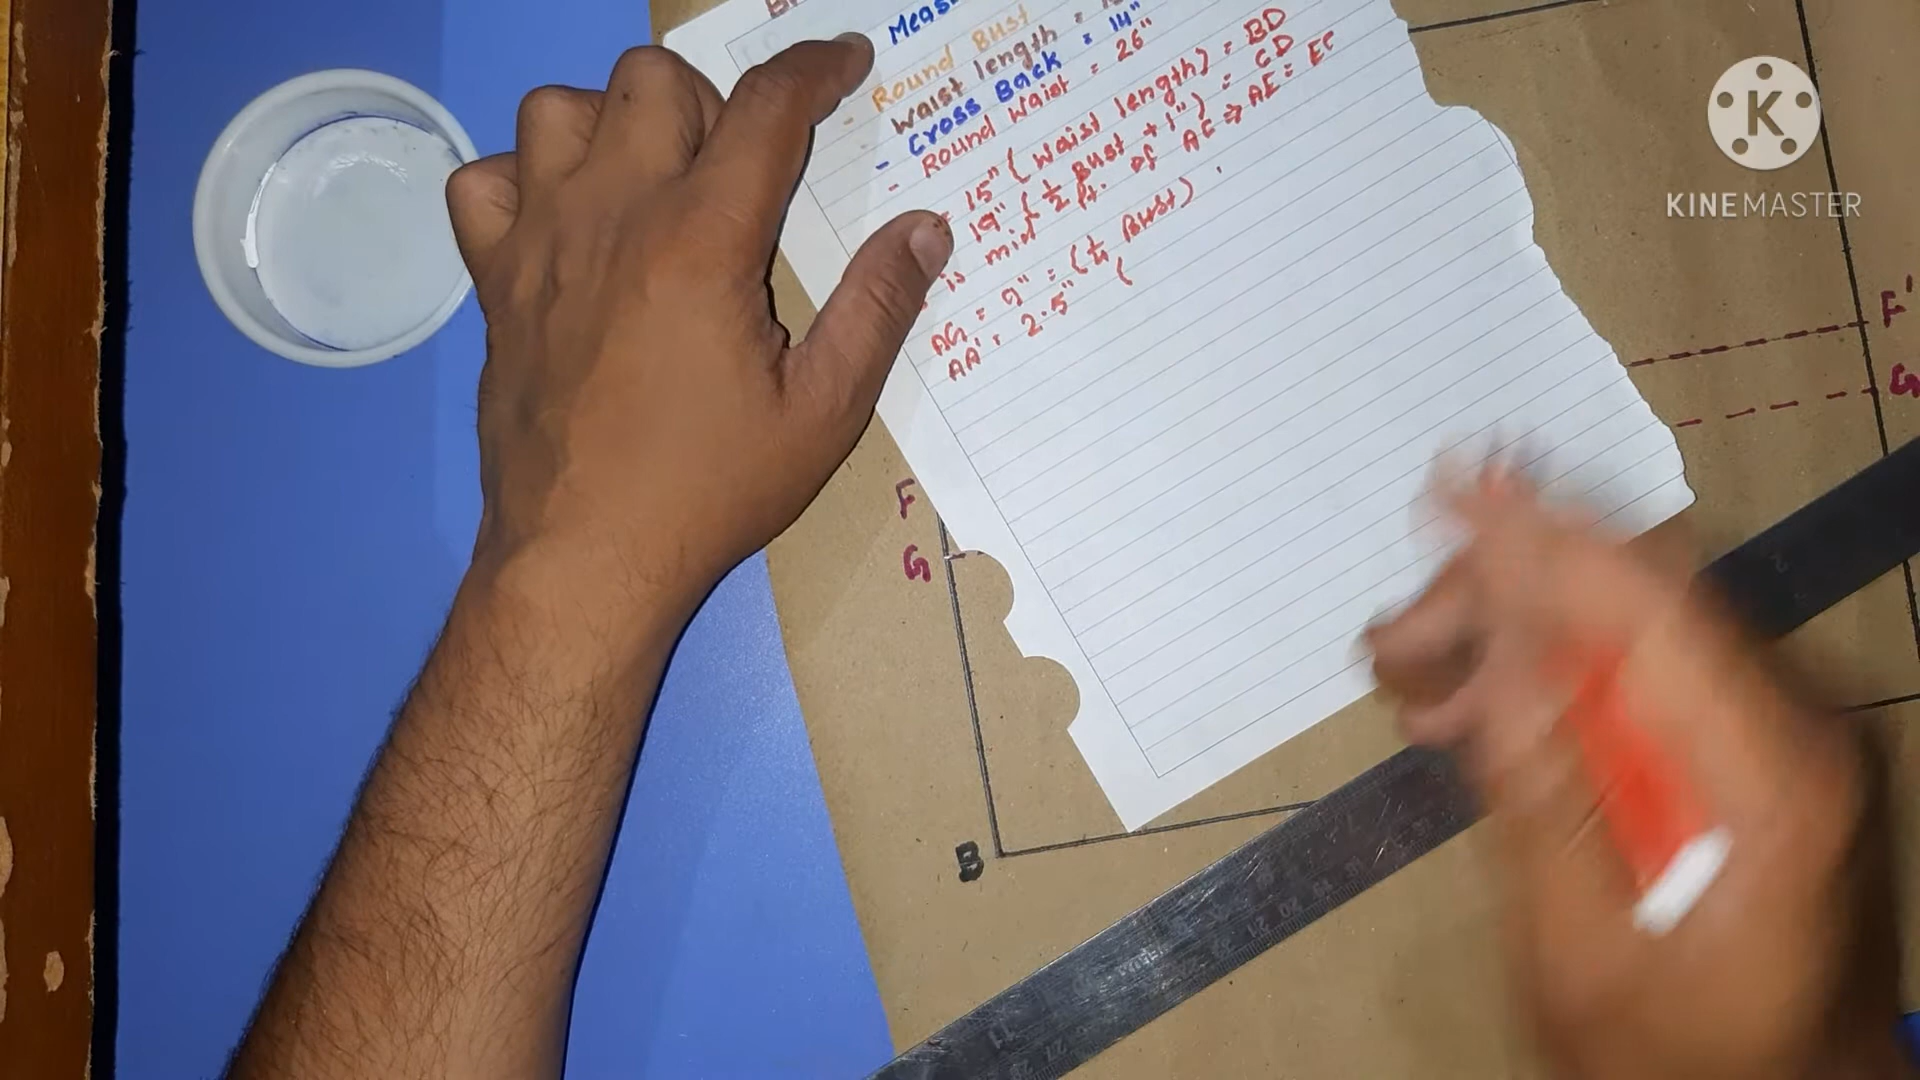 Meas
Round Bust
- Waist length =
- Cross Back = 14"
- Round Waist = 26"
= 15" (Waist length) = BD
19" (½ Bust + 1") = CD
is mid pt. of AC => AE = EC
AG = 9" = (¼ Bust).
AA' = 2.5" (
F
G
B
F'
G
K
KINEMASTER